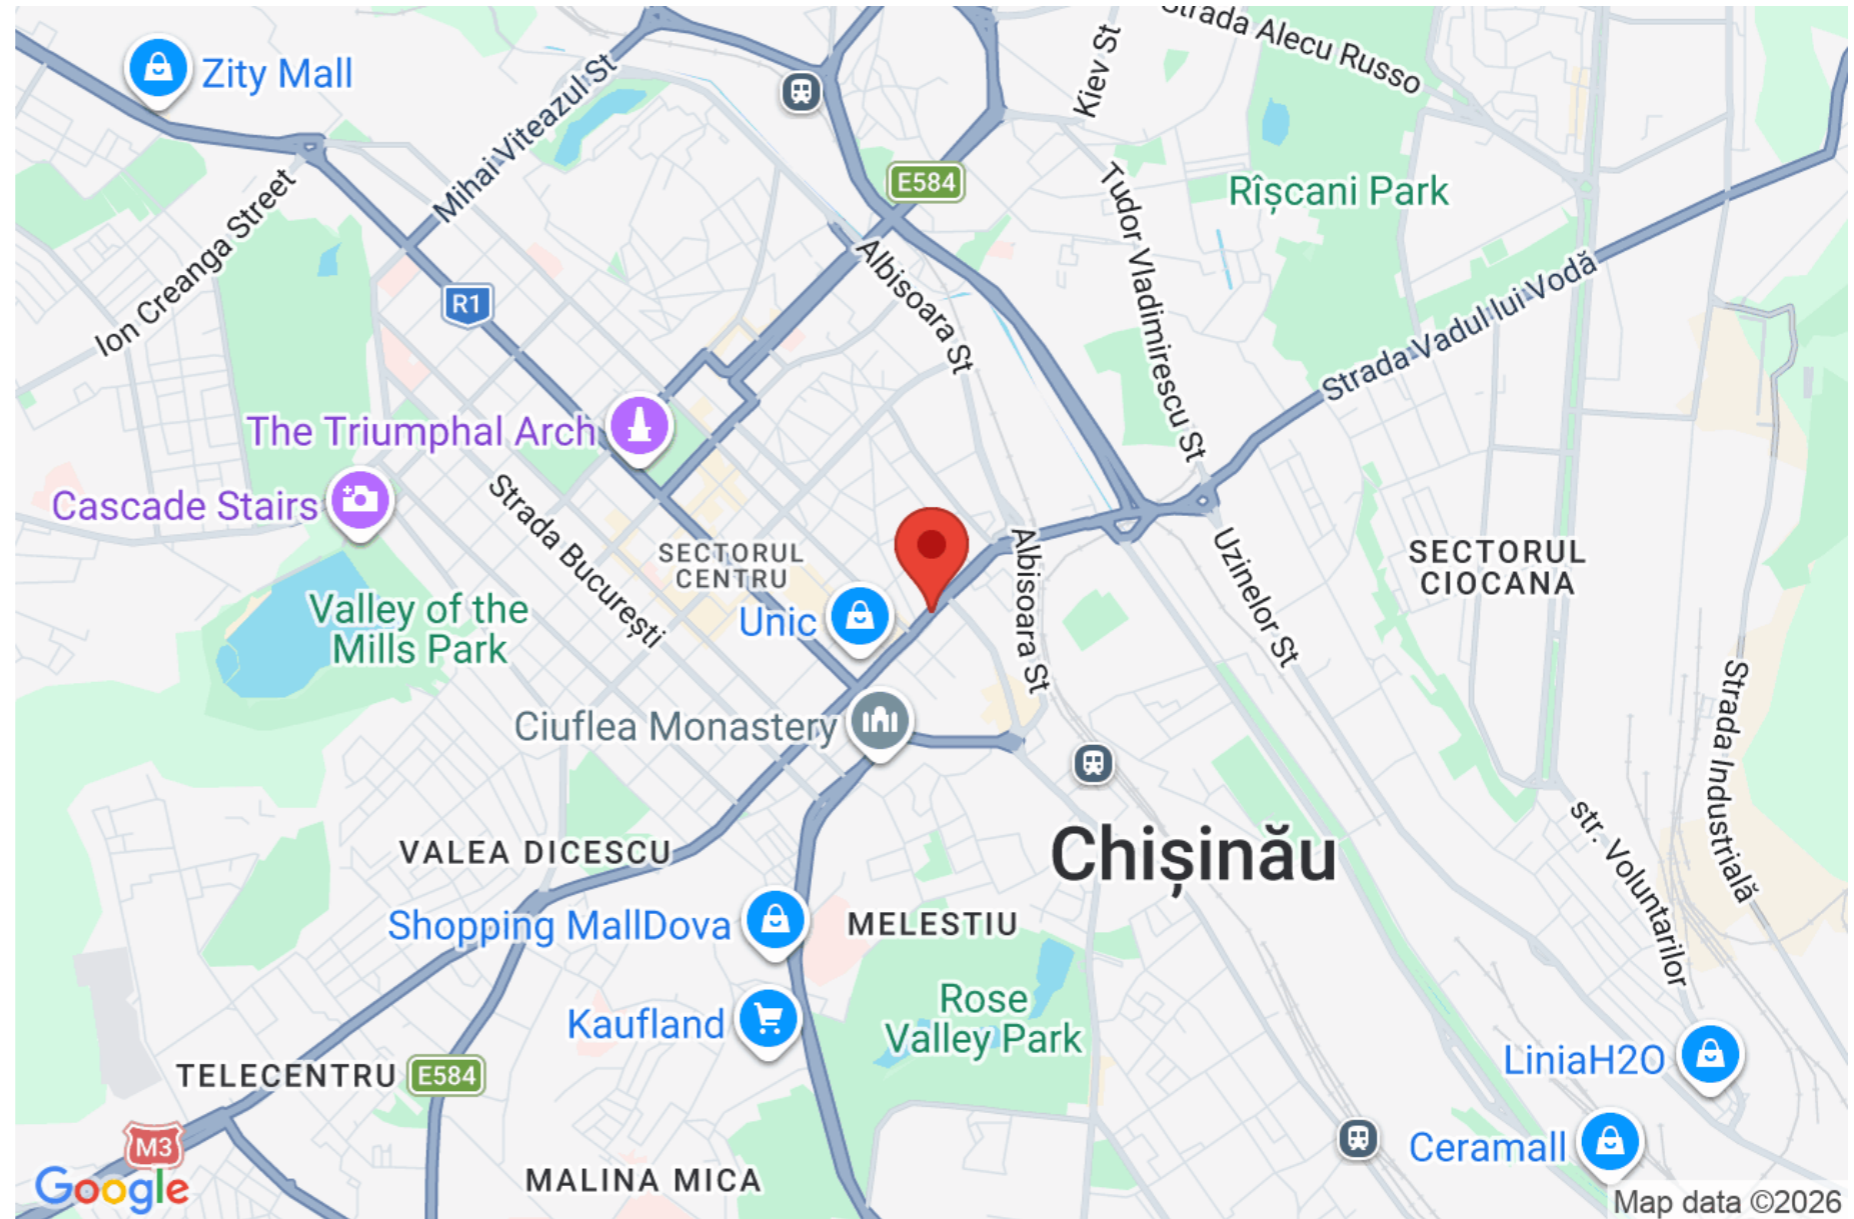 Strada Alecu Russo
Zity Mall
Kiev St
Mihai Viteazul St
E584
Tudor Vladimirescu St
Rîșcani Park
Ion Creanga Street
Albisoara St
R1
Strada Vadul lui Vodă
The Triumphal Arch
Cascade Stairs
Strada București
SECTORUL
CENTRU
Albisoara St
Uzinelor St
SECTORUL
CIOCANA
Valley of the
Mills Park
Unic
Strada Industrială
Ciuflea Monastery
str. Voluntarilor
VALEA DICESCU
Chișinău
Shopping MallDova
MELESTIU
Rose
Valley Park
Kaufland
LiniaH2O
TELECENTRU
E584
M3
Ceramall
MALINA MICA
Google
Map data ©2026